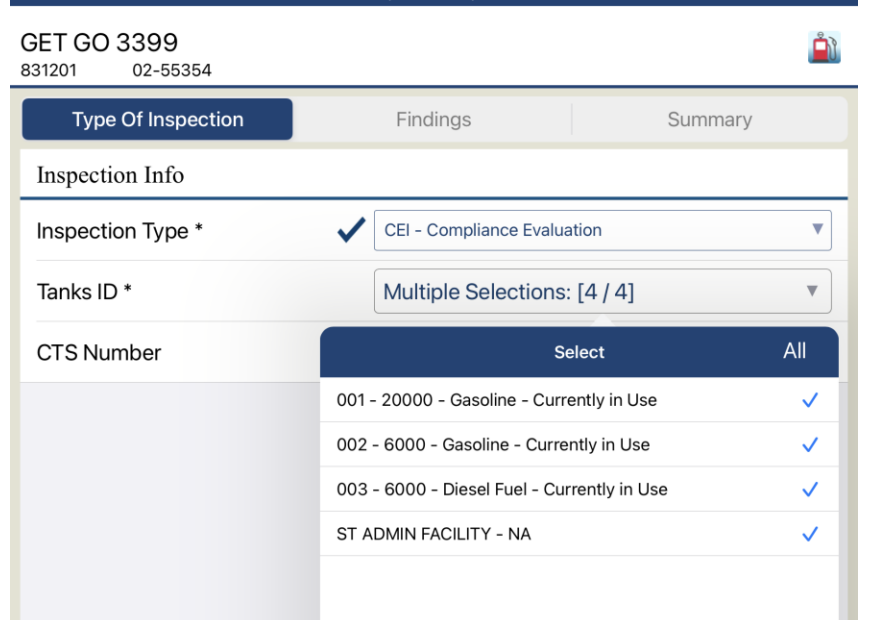 GET GO 3399
831201 02-55354
Type Of Inspection Findings Summary
Inspection Info
Inspection Type * CEI - Compliance Evaluation
Tanks ID * Multiple Selections: [4 / 4]
CTS Number
Select All
001 - 20000 - Gasoline - Currently in Use
002 - 6000 - Gasoline - Currently in Use
003 - 6000 - Diesel Fuel - Currently in Use
ST ADMIN FACILITY - NA